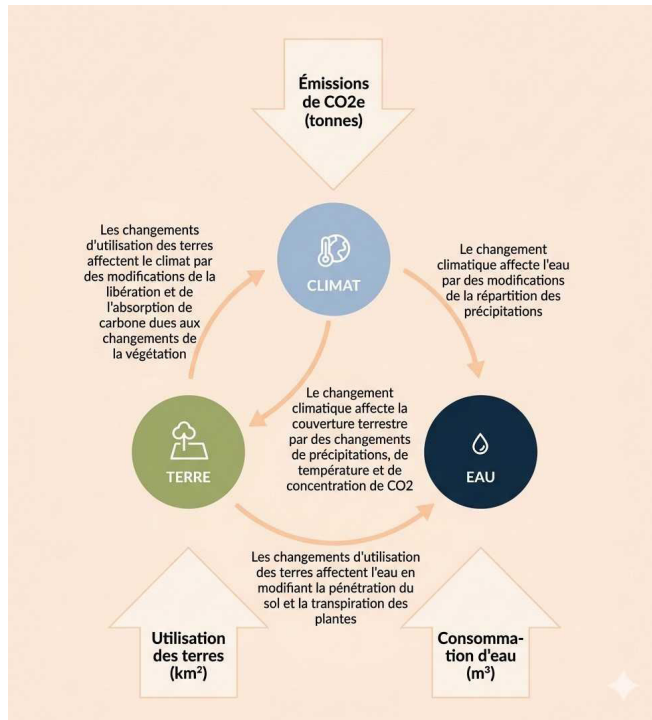 Émissions
de CO2e
(tonnes)
CLIMAT
Les changements
d'utilisation des terres
affectent le climat par
des modifications de la
libération et de
l'absorption de
carbone dues aux
changements de
la végétation
Le changement
climatique affecte l'eau
par des modifications
de la répartition des
précipitations
Le changement
climatique affecte la
couverture terrestre
par des changements
de précipitations, de
température et de
concentration de CO2
TERRE
EAU
Les changements d'utilisation
des terres affectent l'eau en
modifiant la pénétration du
sol et la transpiration des
plantes
Utilisation
des terres
(km²)
Consomma-
tion d'eau
(m³)